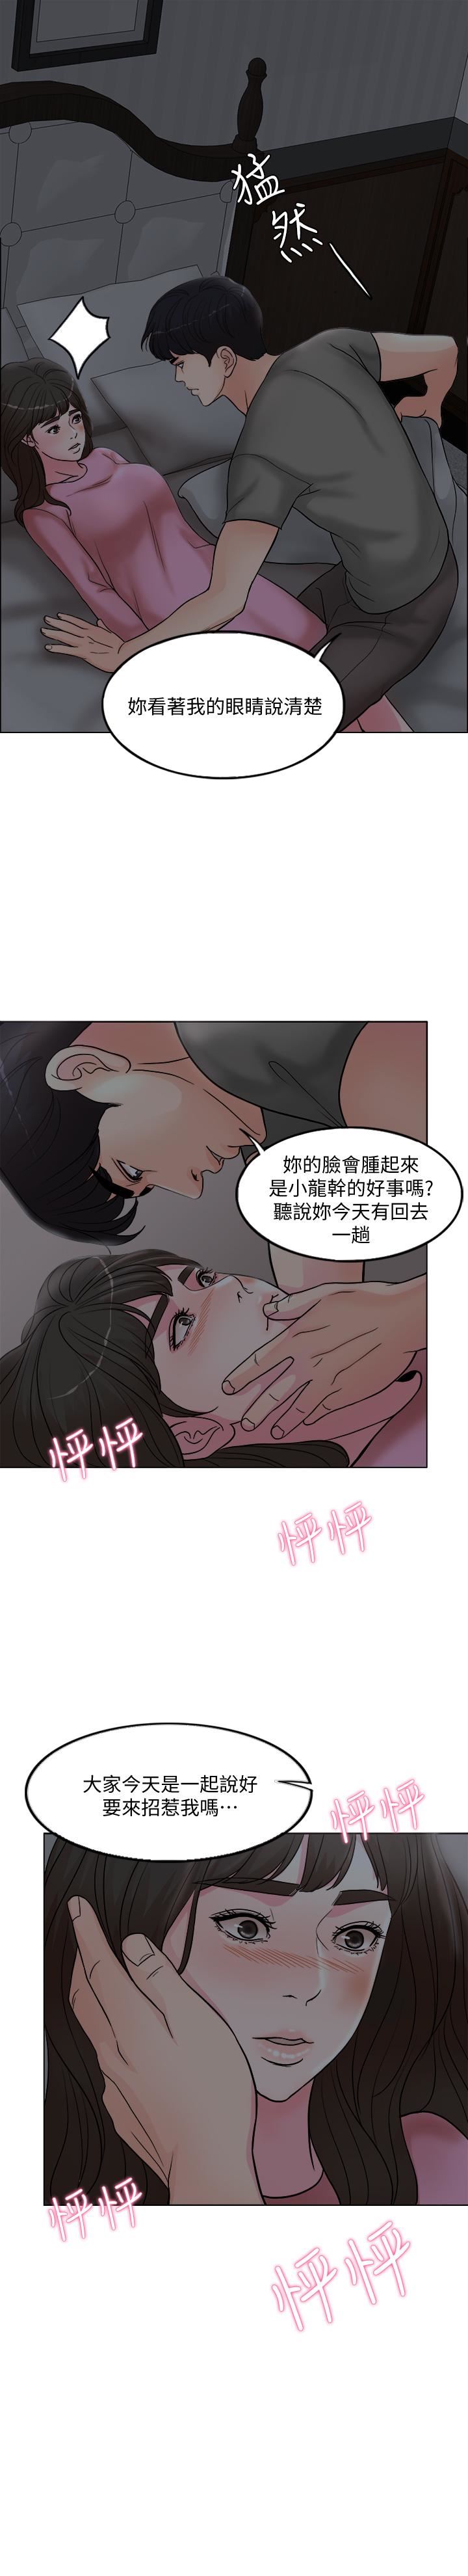 猛
然
妳看著我的眼睛說清楚
妳的臉會腫起來
是小龍幹的好事嗎?
聽說妳今天有回去
一趟
怦怦
怦怦
大家今天是一起說好
要來招惹我嗎…
怦怦
怦怦
怦怦